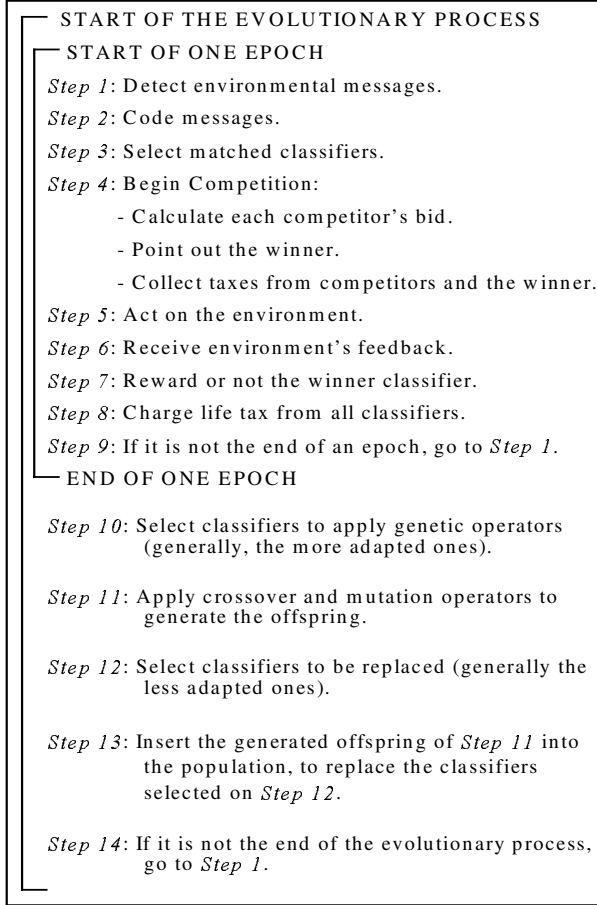 START OF THE EVOLUTIONARY PROCESS
START OF ONE EPOCH
Step 1: Detect environmental messages.
Step 2: Code messages.
Step 3: Select matched classifiers.
Step 4: Begin Competition:
- Calculate each competitor's bid.
- Point out the winner.
- Collect taxes from competitors and the winner.
Step 5: Act on the environment.
Step 6: Receive environment's feedback.
Step 7: Reward or not the winner classifier.
Step 8: Charge life tax from all classifiers.
Step 9: If it is not the end of an epoch, go to Step 1.
END OF ONE EPOCH
Step 10: Select classifiers to apply genetic operators
(generally, the more adapted ones).
Step 11: Apply crossover and mutation operators to
generate the offspring.
Step 12: Select classifiers to be replaced (generally the
less adapted ones).
Step 13: Insert the generated offspring of Step 11 into
the population, to replace the classifiers
selected on Step 12.
Step 14: If it is not the end of the evolutionary process,
go to Step 1.